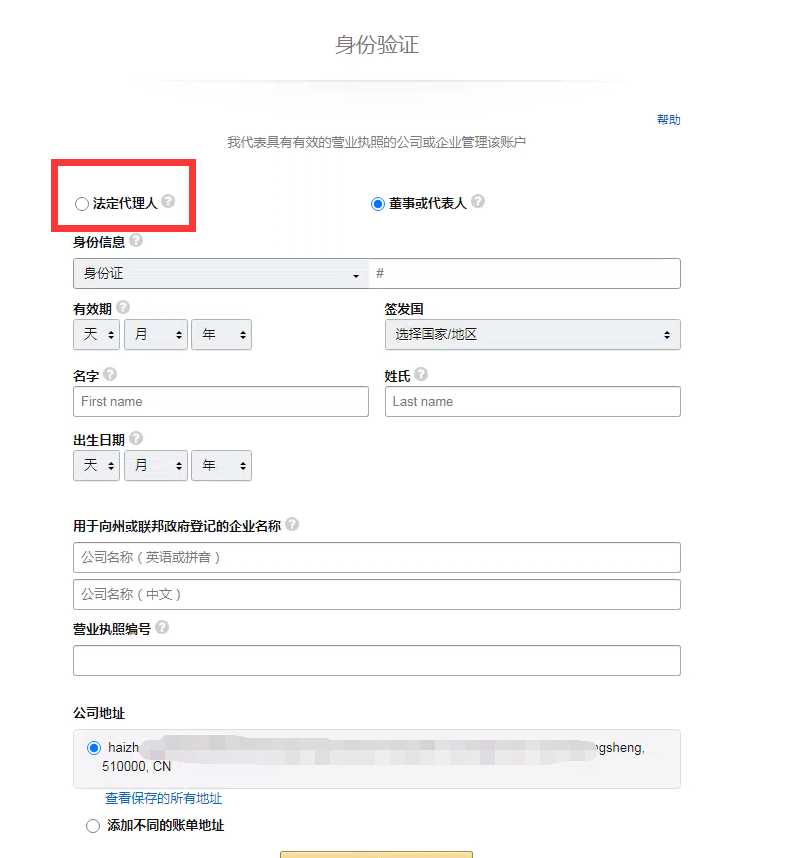 身份验证
帮助
我代表具有有效的营业执照的公司或企业管理该账户
法定代理人 ? 董事或代表人 ?
身份信息 ?
身份证 #
有效期 ? 签发国
天 月 年 选择国家/地区
名字 ? 姓氏 ?
First name Last name
出生日期 ?
天 月 年
用于向州或联邦政府登记的企业名称 ?
公司名称（英语或拼音）
公司名称（中文）
营业执照编号 ?
公司地址
haizh ngsheng,
510000, CN
查看保存的所有地址
添加不同的账单地址